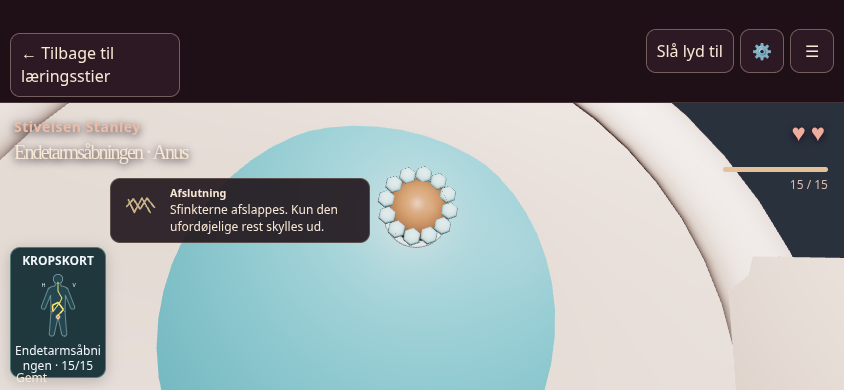 ← Tilbage til
læringsstier
Slå lyd til
Stivelsen Stanley
Endetarmsåbningen · Anus
15 / 15
Afslutning
Sfinkterne afslappes. Kun den
ufordøjelige rest skylles ud.
KROPSKORT
H V
Endetarmsåbni
ngen · 15/15
Gemt